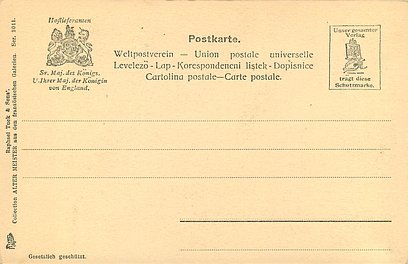 Hoflieferanten
Sr. Maj. des Königs.
U. Ihrer Maj. der Königin
von England.
Postkarte.
Weltpostverein — Union postale universelle
Levelező - Lap - Korespondencni lístek - Dopisnice
Cartolina postale—Carte postale.
Unser gesamter
Verlag
trägt diese
Schutzmarke.
Raphael Tuck & Sons'.
Collection ALTER MEISTER aus den französischen Galerien. Ser. 1011.
Gesetzlich geschützt.